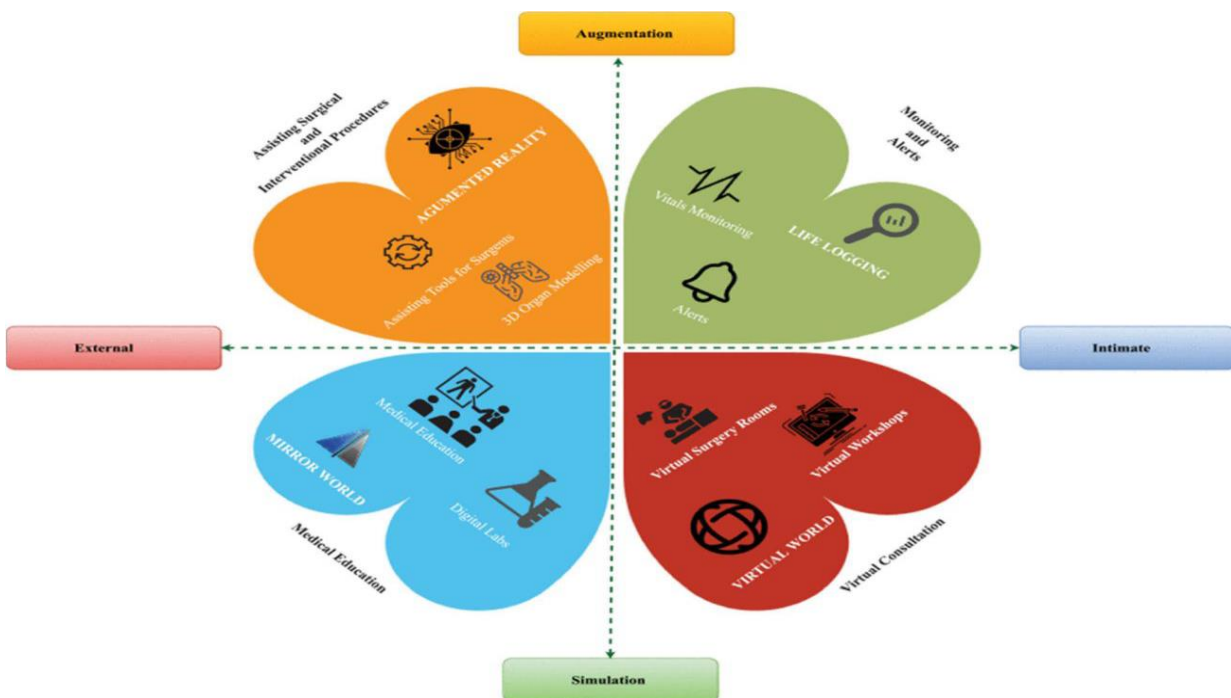 Augmentation
Assisting Surgical
and
Interventional Procedures
AGUMENTED REALITY
Assisting Tools for Surgents
3D Organ Modelling
Monitoring
and
Alerts
Vitals Monitoring
LIFE LOGGING
Alerts
External
Intimate
Medical Education
MIRROR WORLD
Digital Labs
Medical Education
Virtual Surgery Rooms
Virtual Workshops
VIRTUAL WORLD
Virtual Consultation
Simulation